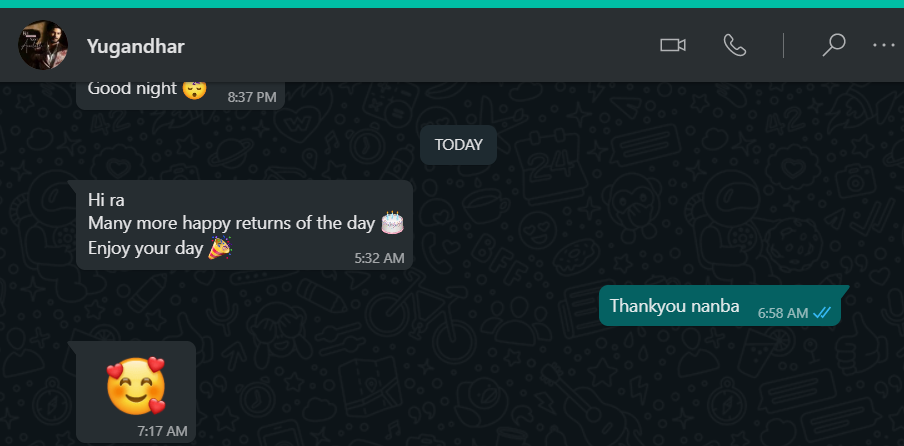 Yugandhar
Good night 😴
8:37 PM
TODAY
Hi ra
Many more happy returns of the day 🎂
Enjoy your day 🎉
5:32 AM
Thankyou nanba
6:58 AM
🥰
7:17 AM